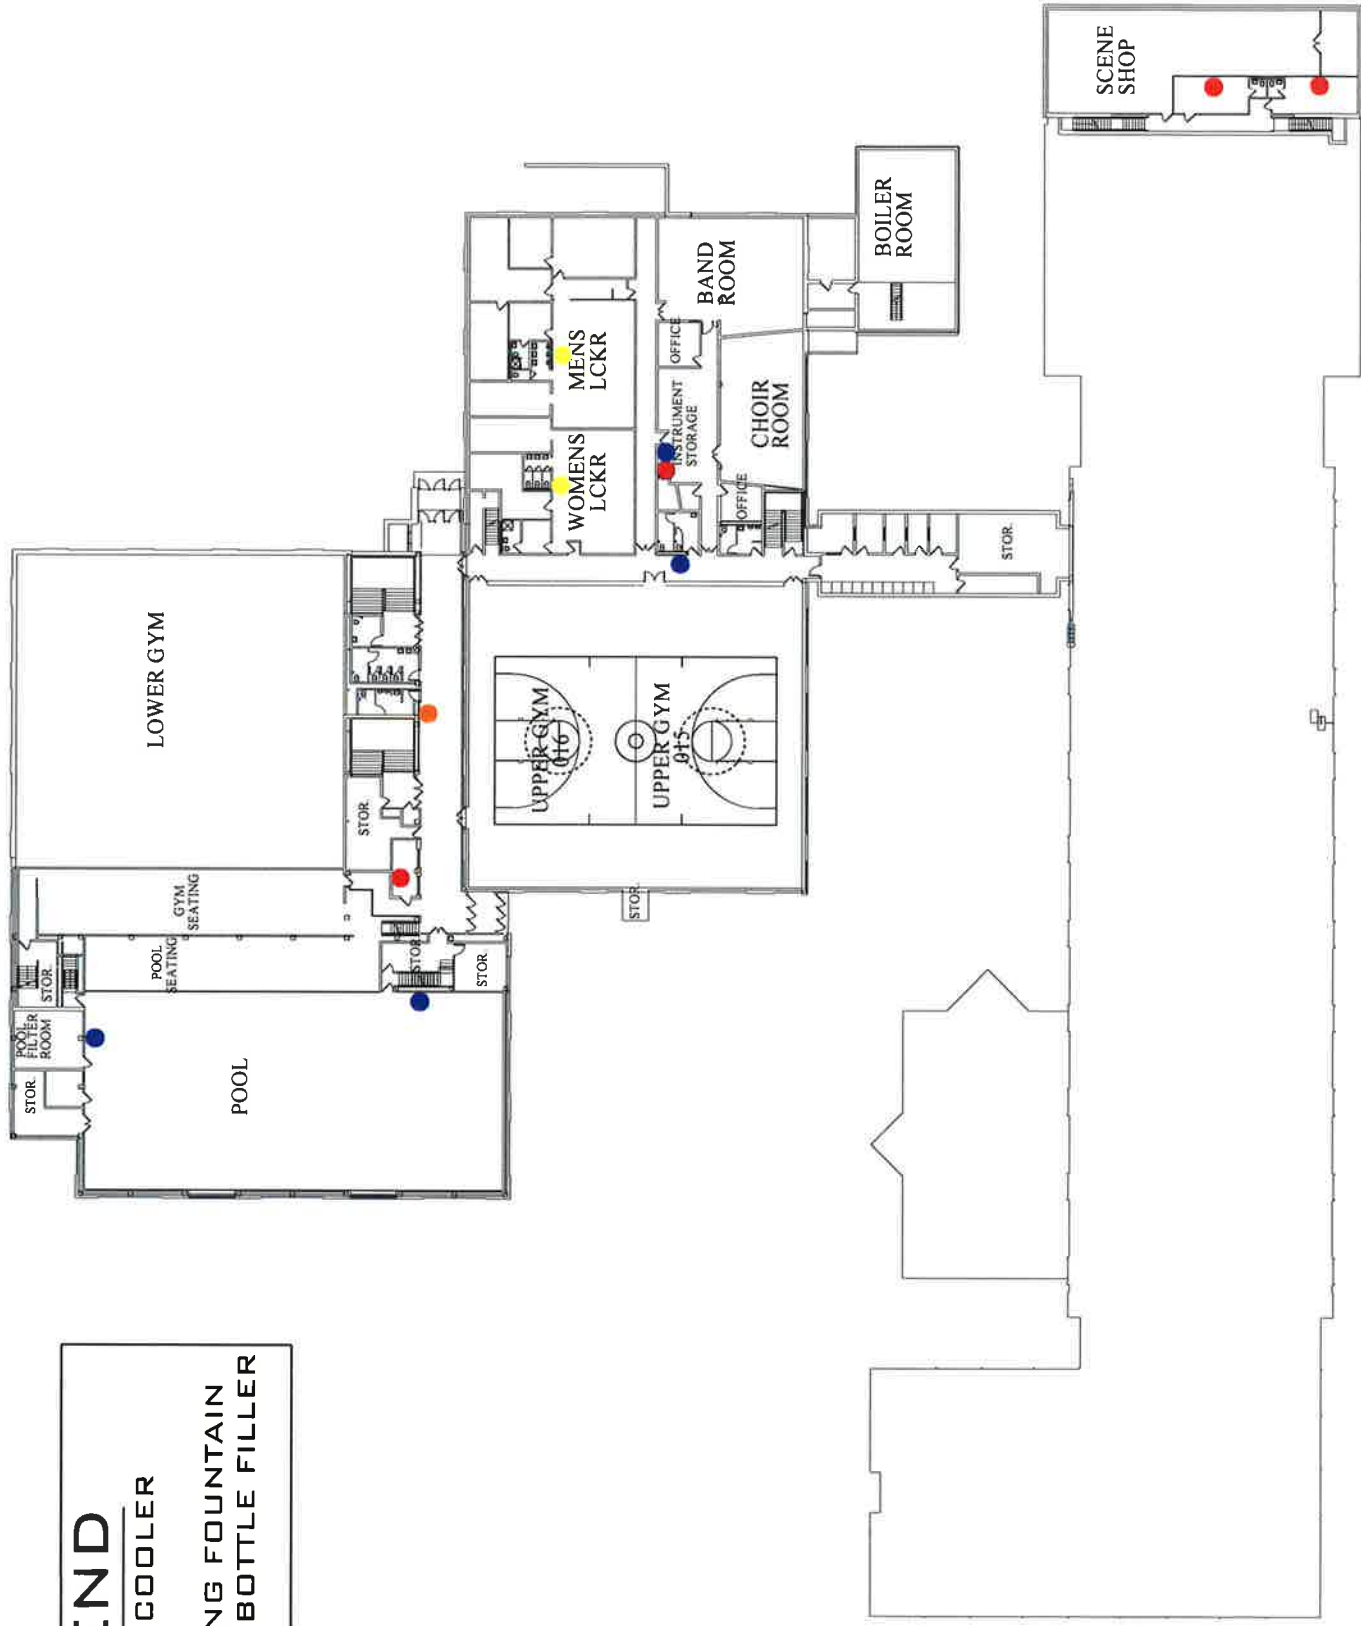 END
COOLER
NG FOUNTAIN
BOTTLE FILLER
STOR.
POOL
FILTER
ROOM
STOR.
POOL
POOL
SEATING
GYM
SEATING
LOWER GYM
STOR.
STOR.
STOR.
STOR.
UPPER GYM
016
UPPER GYM
015
WOMENS
LCKR
MENS
LCKR
INSTRUMENT
STORAGE
OFFICE
BAND
ROOM
OFFICE
CHOIR
ROOM
BOILER
ROOM
STOR.
SCENE
SHOP